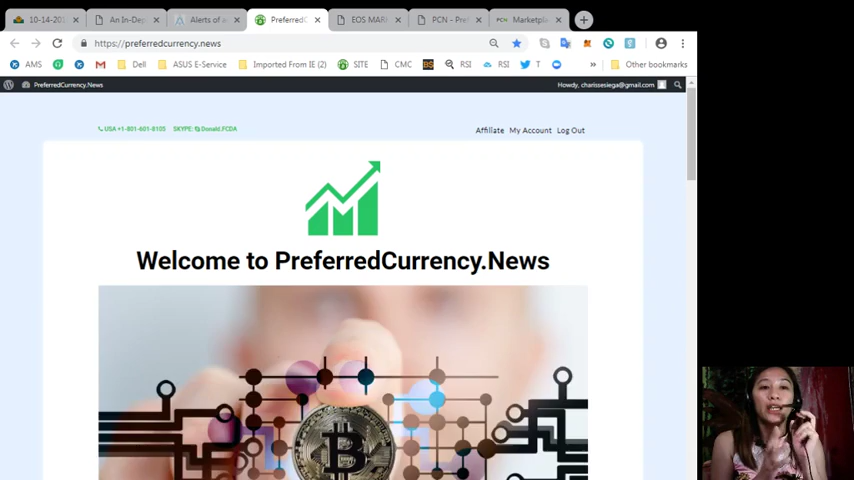 10-14-201
An In-Dep
Alerts of a
PreferredC
EOS MAR
PCN - Pre
Marketpla
https://preferredcurrency.news
AMS
SITE
CMC
RSI
RSI
T
Z
Dell
ASUS E-Service
Imported From IE (2)
Other bookmarks
PreferredCurrency.News
Howdy, charissesiega@gmail.com
USA +1-801-601-8105 SKYPE: Donald.FCDA
Affiliate My Account Log Out
Welcome to PreferredCurrency.News